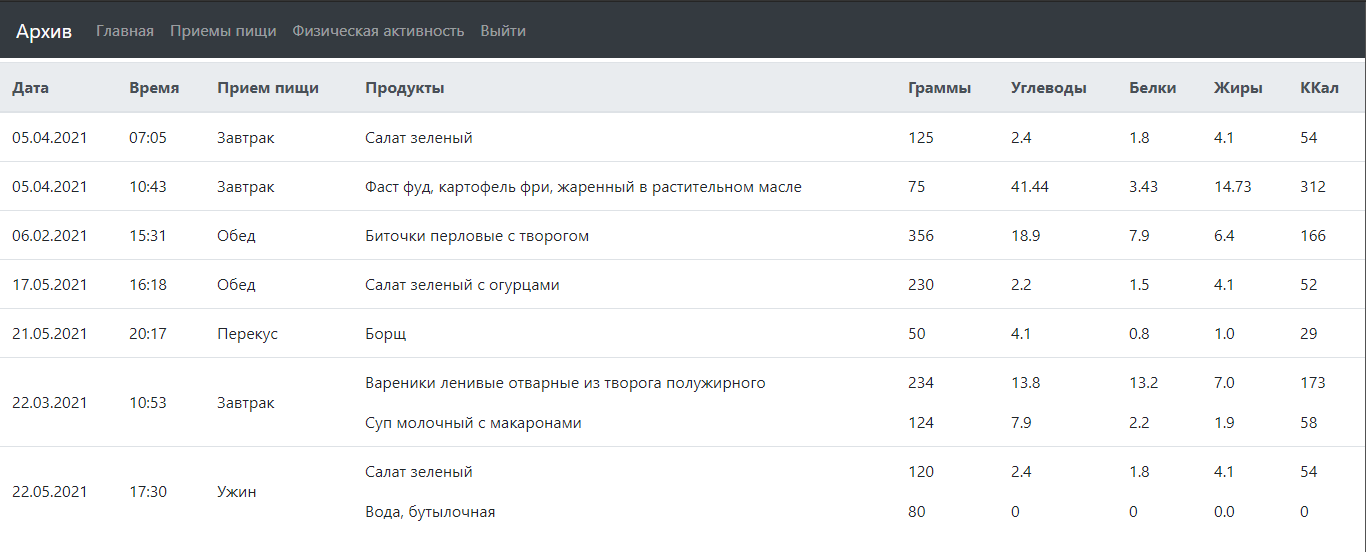 Архив Главная Приемы пищи Физическая активность Выйти
Дата Время Прием пищи Продукты Граммы Углеводы Белки Жиры ККал
05.04.2021 07:05 Завтрак Салат зеленый 125 2.4 1.8 4.1 54
05.04.2021 10:43 Завтрак Фаст фуд, картофель фри, жаренный в растительном масле 75 41.44 3.43 14.73 312
06.02.2021 15:31 Обед Биточки перловые с творогом 356 18.9 7.9 6.4 166
17.05.2021 16:18 Обед Салат зеленый с огурцами 230 2.2 1.5 4.1 52
21.05.2021 20:17 Перекус Борщ 50 4.1 0.8 1.0 29
Вареники ленивые отварные из творога полужирного 234 13.8 13.2 7.0 173
22.03.2021 10:53 Завтрак
Суп молочный с макаронами 124 7.9 2.2 1.9 58
Салат зеленый 120 2.4 1.8 4.1 54
22.05.2021 17:30 Ужин
Вода, бутылочная 80 0 0 0.0 0